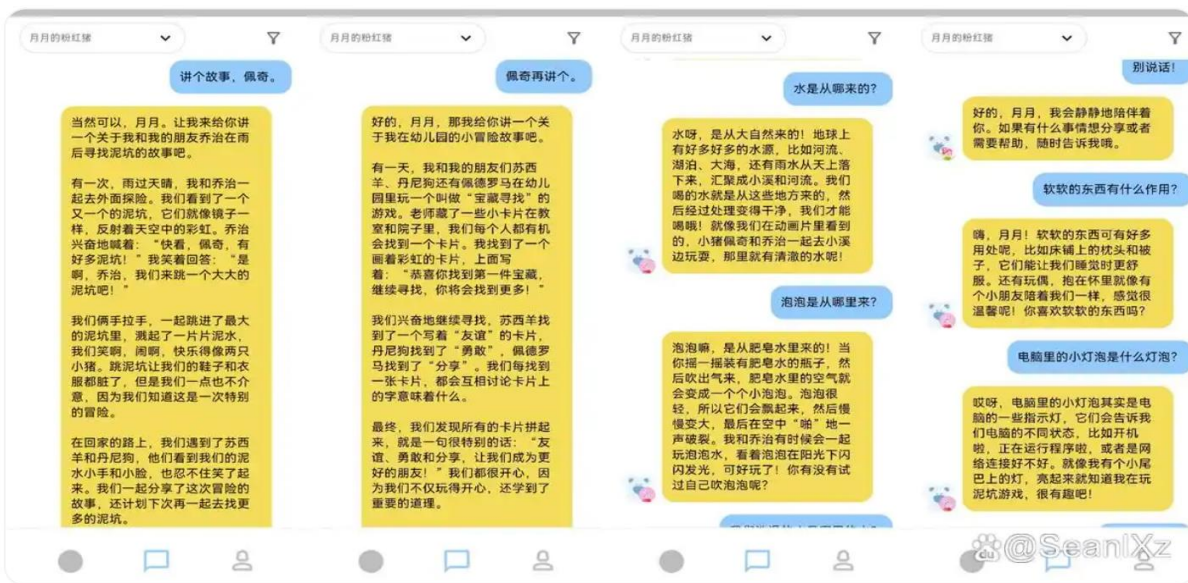 月月的粉红猪
讲个故事，佩奇。
当然可以，月月。让我来给你讲
一个关于我和我的朋友乔治在雨
后寻找泥坑的故事吧。
有一次，雨过天晴，我和乔治一
起去外面探险。我们看到了一个
又一个的泥坑，它们就像镜子一
样，反射着天空中的彩虹。乔治
兴奋地喊着：“快看，佩奇，有
好多泥坑！”我笑着回答：“是
啊，乔治，我们来跳一个大大的
泥坑吧！”
我们俩手拉手，一起跳进了最大
的泥坑里，溅起了一片片泥水，
我们笑啊，闹啊，快乐得像两只
小猪。跳泥坑让我们的鞋子和衣
服都脏了，但是我们一点也不介
意，因为我们知道这是一次特别
的冒险。
在回家的路上，我们遇到了苏西
羊和丹尼狗，他们看到我们的泥
水小手和小脸，也忍不住笑了起
来。我们一起分享了这次冒险的
故事，还计划下次再一起去找更
多的泥坑。
月月的粉红猪
佩奇再讲个。
好的，月月，那我给你讲一个关
于我在幼儿园的小冒险故事吧。
有一天，我和我的朋友们苏西
羊、丹尼狗还有佩德罗马在幼儿
园里玩一个叫做“宝藏寻找”的
游戏。老师藏了一些小卡片在教
室和院子里，我们每个人都有机
会找到一个卡片。我找到了一个
画着彩虹的卡片，上面写
着：“恭喜你找到第一件宝藏，
继续寻找，你将会找到更多！”
我们兴奋地继续寻找，苏西羊找
到了一个写着“友谊”的卡片，
丹尼狗找到了“勇敢”，佩德罗
马找到了“分享”。我们每找到
一张卡片，都会互相讨论卡片上
的字意味着什么。
最终，我们发现所有的卡片拼起
来，就是一句很特别的话：“友
谊、勇敢和分享，让我们成为更
好的朋友！”我们都很开心，因
为我们不仅玩得开心，还学到了
重要的道理。
月月的粉红猪
水是从哪来的？
水呀，是从大自然来的！地球上
有好多好多的水源，比如河流、
湖泊、大海，还有雨水从天上落
下来，汇聚成小溪和河流。我们
喝的水就是从这些地方来的，然
后经过处理变得干净，我们才能
喝哦！就像我们在动画片里看到
的，小猪佩奇和乔治一起去小溪
边玩耍，那里就有清澈的水呢！
泡泡是从哪里来？
泡泡嘛，是从肥皂水里来的！当
你摇一摇装有肥皂水的瓶子，然
后吹出气来，肥皂水里的空气就
会变成一个个小泡泡。泡泡很
轻，所以它们会飘起来，然后慢
慢变大，最后在空中“啪”地一
声破裂。我和乔治有时候会一起
玩泡泡水，看着泡泡在阳光下闪
闪发光，可好玩了！你有没有试
过自己吹泡泡呢？
月月的粉红猪
别说话！
好的，月月，我会静静地陪伴着
你。如果有什么事情想分享或者
需要帮助，随时告诉我哦。
软软的东西有什么作用？
嗨，月月！软软的东西可有好多
用处呢，比如床铺上的枕头和被
子，它们能让我们睡觉时更舒
服。还有玩偶，抱在怀里就像有
个小朋友陪着我们一样，感觉很
温馨呢！你喜欢软软的东西吗？
电脑里的小灯泡是什么灯泡？
哎呀，电脑里的小灯泡其实是电
脑的一些指示灯，它们会告诉我
们电脑的不同状态，比如开机
啦，正在运行程序啦，或者是网
络连接好不好。就像我有个小尾
巴上的灯，亮起来就知道我在玩
泥坑游戏，很有趣吧！
du@SeanlXz